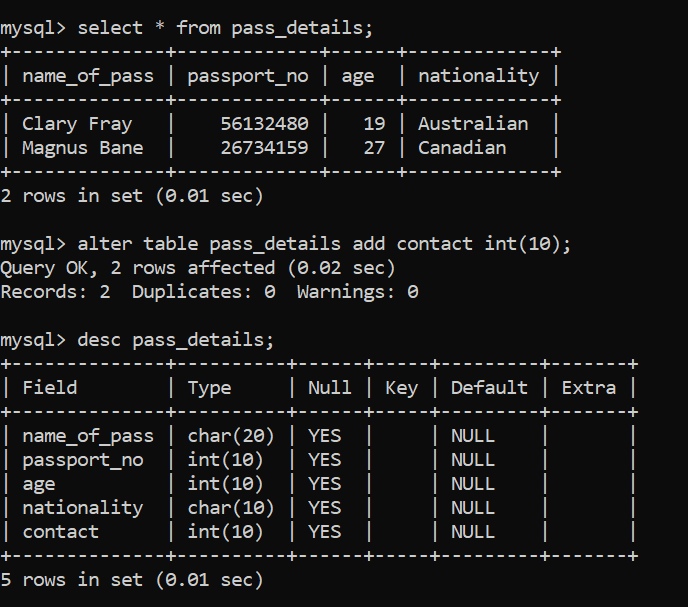 mysql> select * from pass_details;
+--------------+-------------+------+-------------+
| name_of_pass | passport_no | age  | nationality |
+--------------+-------------+------+-------------+
| Clary Fray   |    56132480 |   19 | Australian  |
| Magnus Bane  |    26734159 |   27 | Canadian    |
+--------------+-------------+------+-------------+
2 rows in set (0.01 sec)
mysql> alter table pass_details add contact int(10);
Query OK, 2 rows affected (0.02 sec)
Records: 2  Duplicates: 0  Warnings: 0
mysql> desc pass_details;
+--------------+----------+------+-----+---------+-------+
| Field        | Type     | Null | Key | Default | Extra |
+--------------+----------+------+-----+---------+-------+
| name_of_pass | char(20) | YES  |     | NULL    |       |
| passport_no  | int(10)  | YES  |     | NULL    |       |
| age          | int(10)  | YES  |     | NULL    |       |
| nationality  | char(10) | YES  |     | NULL    |       |
| contact      | int(10)  | YES  |     | NULL    |       |
+--------------+----------+------+-----+---------+-------+
5 rows in set (0.01 sec)